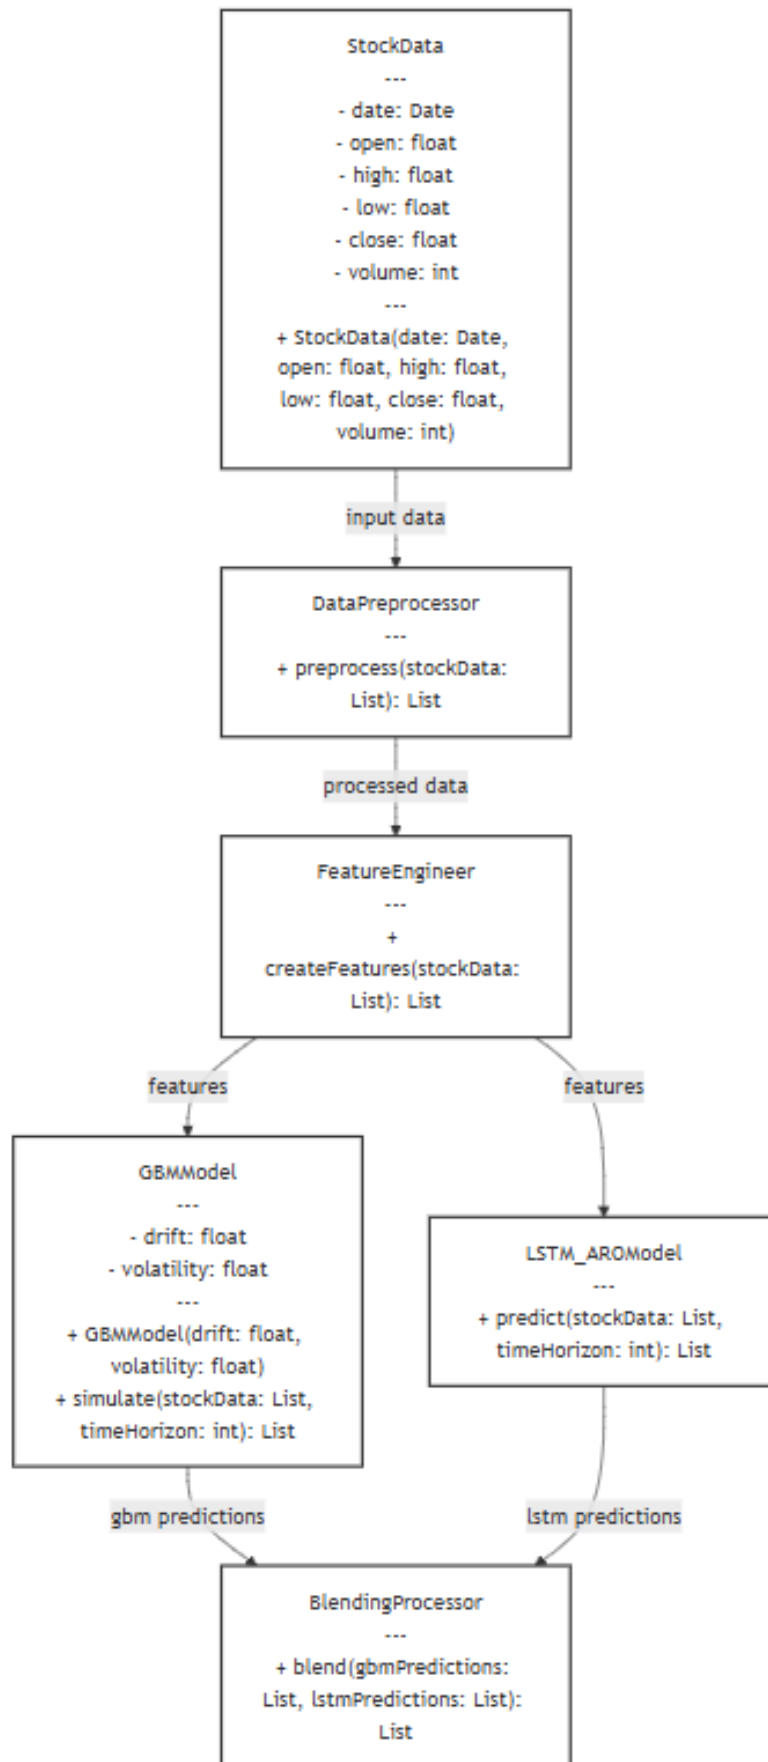 StockData
---
- date: Date
- open: float
- high: float
- low: float
- close: float
- volume: int
---
+ StockData(date: Date,
open: float, high: float,
low: float, close: float,
volume: int)
input data
DataPreprocessor
---
+ preprocess(stockData:
List): List
processed data
FeatureEngineer
---
+
createFeatures(stockData:
List): List
features
features
GBMModel
---
- drift: float
- volatility: float
---
+ GBMModel(drift: float,
volatility: float)
+ simulate(stockData: List,
timeHorizon: int): List
LSTM_AROModel
---
+ predict(stockData: List,
timeHorizon: int): List
gbm predictions
lstm predictions
BlendingProcessor
---
+ blend(gbmPredictions:
List, lstmPredictions: List):
List